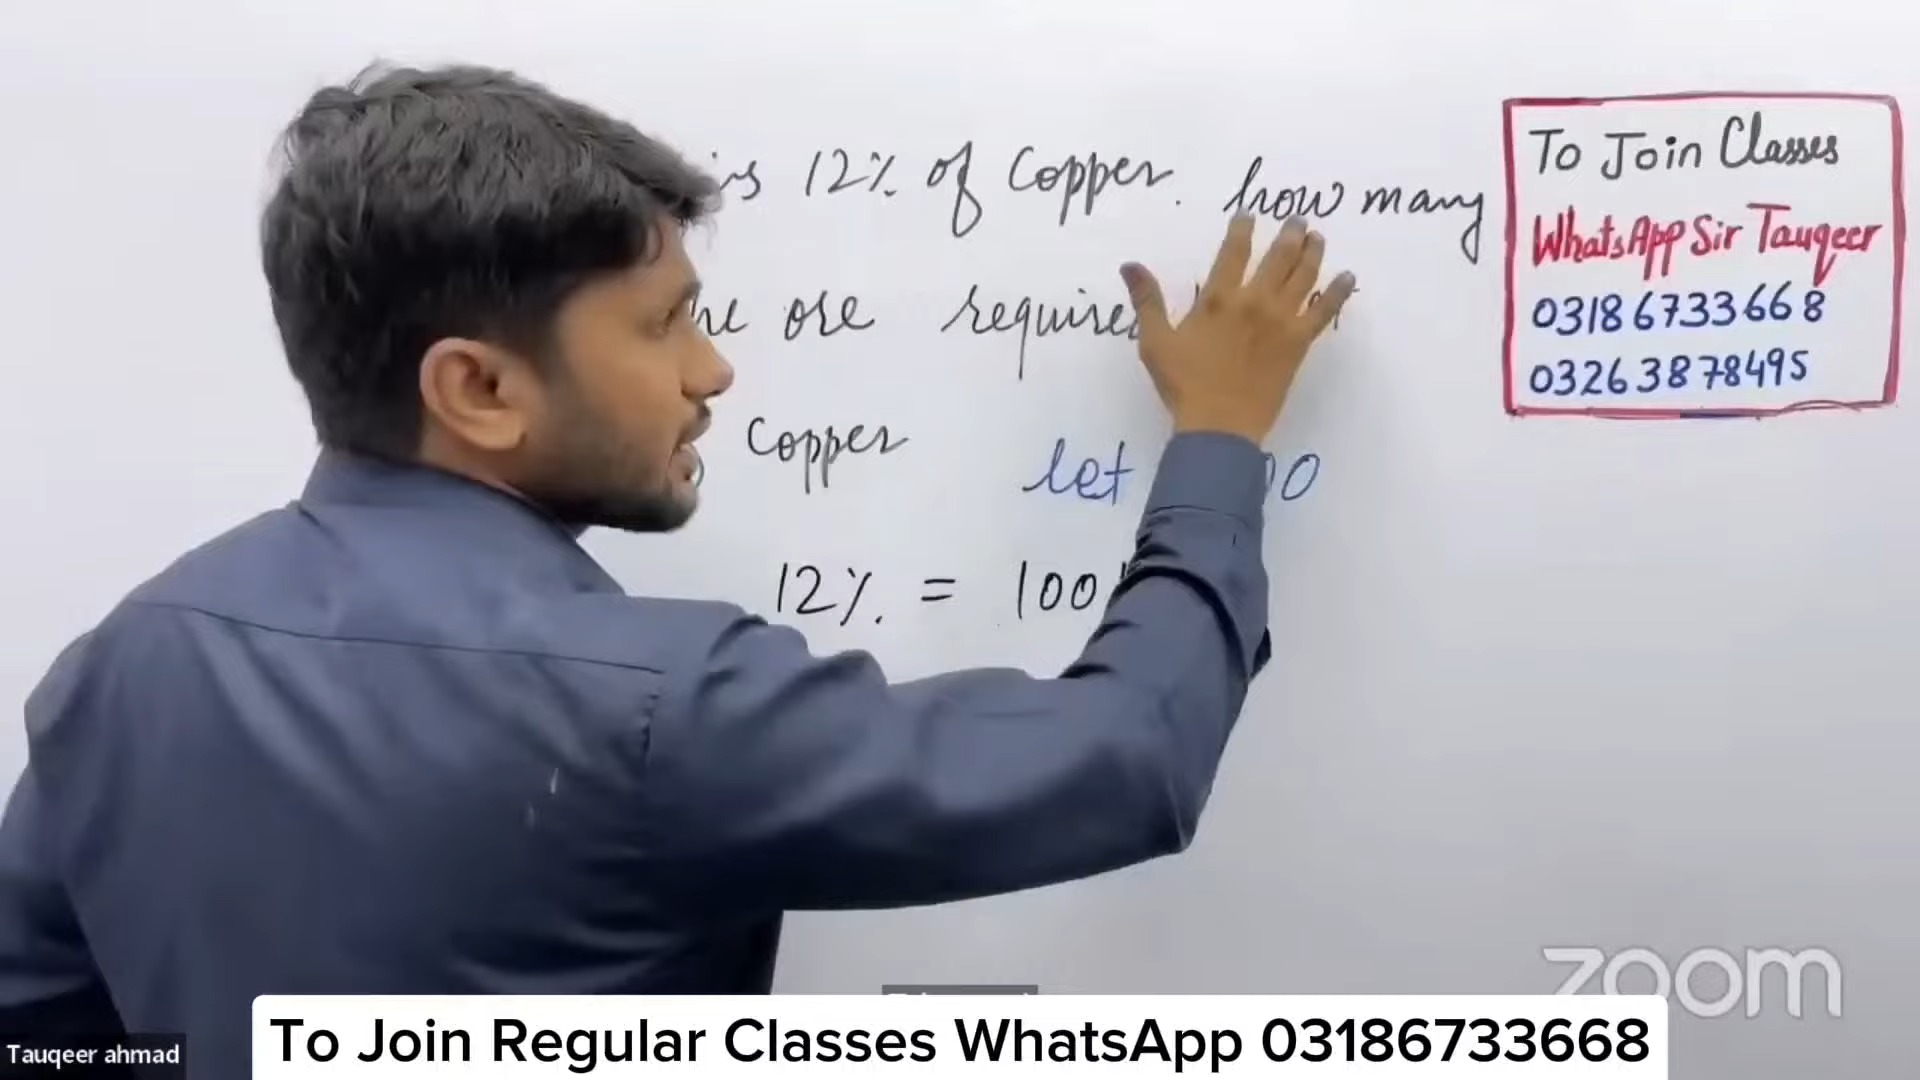 is 12% of Copper. how many
ore require
Copper let
12% = 100
To Join Classes
WhatsApp Sir Tauqeer
03186733668
03263878495
zoom
Tauqeer ahmad
To Join Regular Classes WhatsApp 03186733668